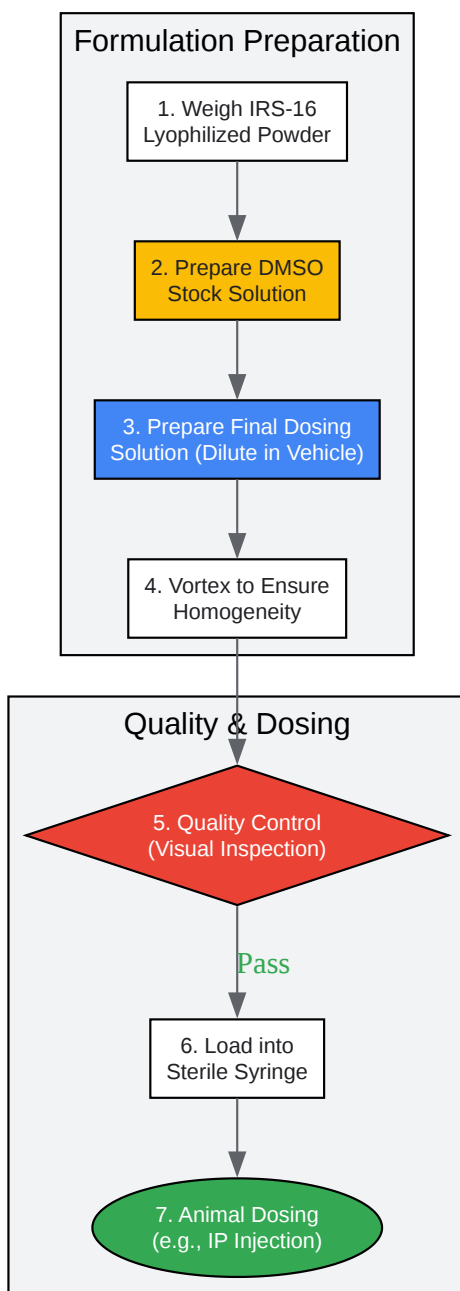 Formulation Preparation
1. Weigh IRS-16
Lyophilized Powder
2. Prepare DMSO
Stock Solution
3. Prepare Final Dosing
Solution (Dilute in Vehicle)
4. Vortex to Ensure
Homogeneity
Quality & Dosing
5. Quality Control
(Visual Inspection)
Pass
6. Load into
Sterile Syringe
7. Animal Dosing
(e.g., IP Injection)